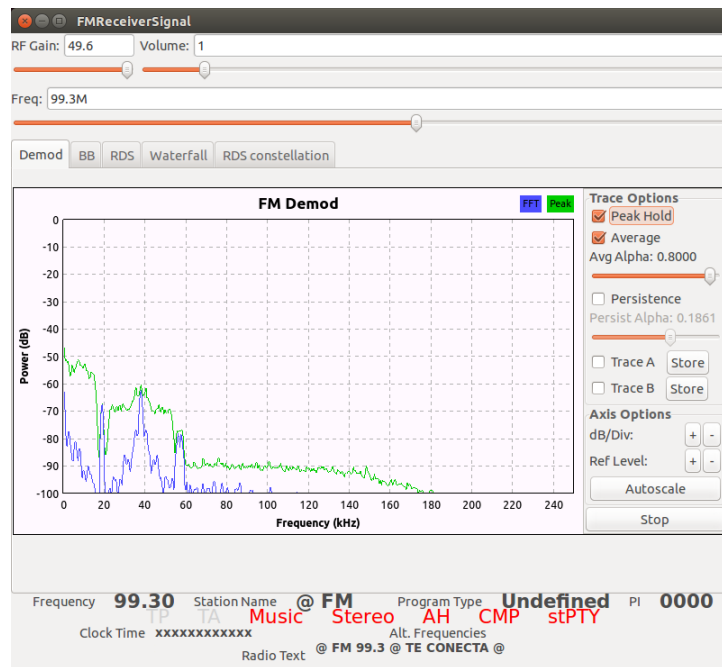 FMReceiverSignal
RF Gain: 49.6 Volume: 1
Freq: 99.3M
Demod BB RDS Waterfall RDS constellation
FM Demod FFT Peak
Trace Options
Peak Hold
Average
Avg Alpha: 0.8000
Persistence
Persist Alpha: 0.1861
Trace A Store
Trace B Store
Axis Options
dB/Div: + -
Ref Level: + -
Autoscale
Stop
Power (dB)
0
-10
-20
-30
-40
-50
-60
-70
-80
-90
-100
0 20 40 60 80 100 120 140 160 180 200 220 240
Frequency (kHz)
Frequency 99.30 Station Name @ FM Program Type Undefined PI 0000
TP TA Music Stereo AH CMP stPTY
Clock Time xxxxxxxxxxxx Alt. Frequencies
Radio Text @ FM 99.3 @ TE CONECTA @